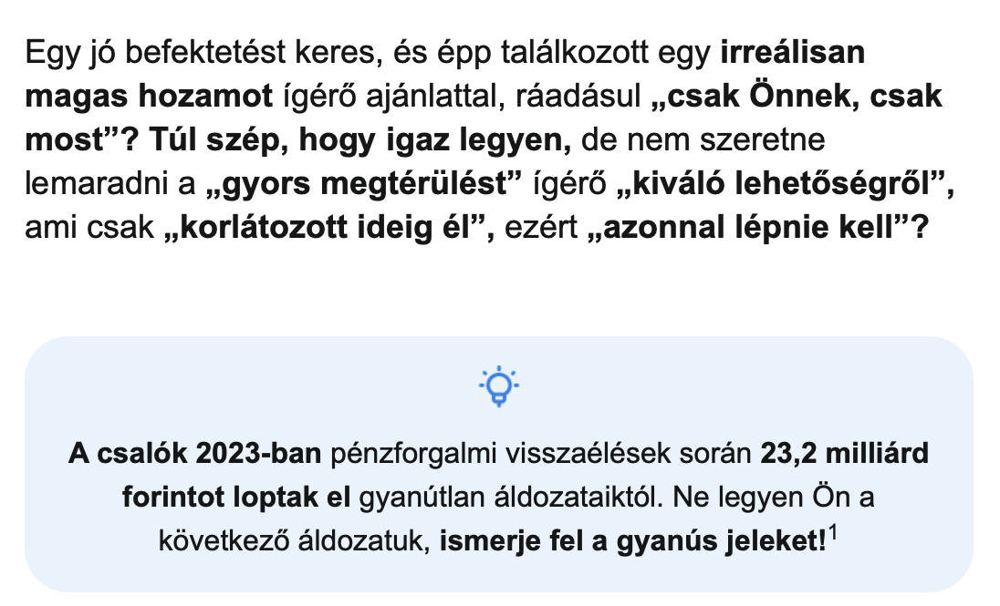 Egy jó befektetést keres, és épp találkozott egy irreálisan
magas hozamot ígérő ajánlattal, ráadásul „csak Önnek, csak
most”? Túl szép, hogy igaz legyen, de nem szeretne
lemaradni a „gyors megtérülést” ígérő „kiváló lehetőségről”,
ami csak „korlátozott ideig él”, ezért „azonnal lépnie kell”?
A csalók 2023-ban pénzforgalmi visszaélések során 23,2 milliárd
forintot loptak el gyanútlan áldozataiktól. Ne legyen Ön a
következő áldozatuk, ismerje fel a gyanús jeleket!¹